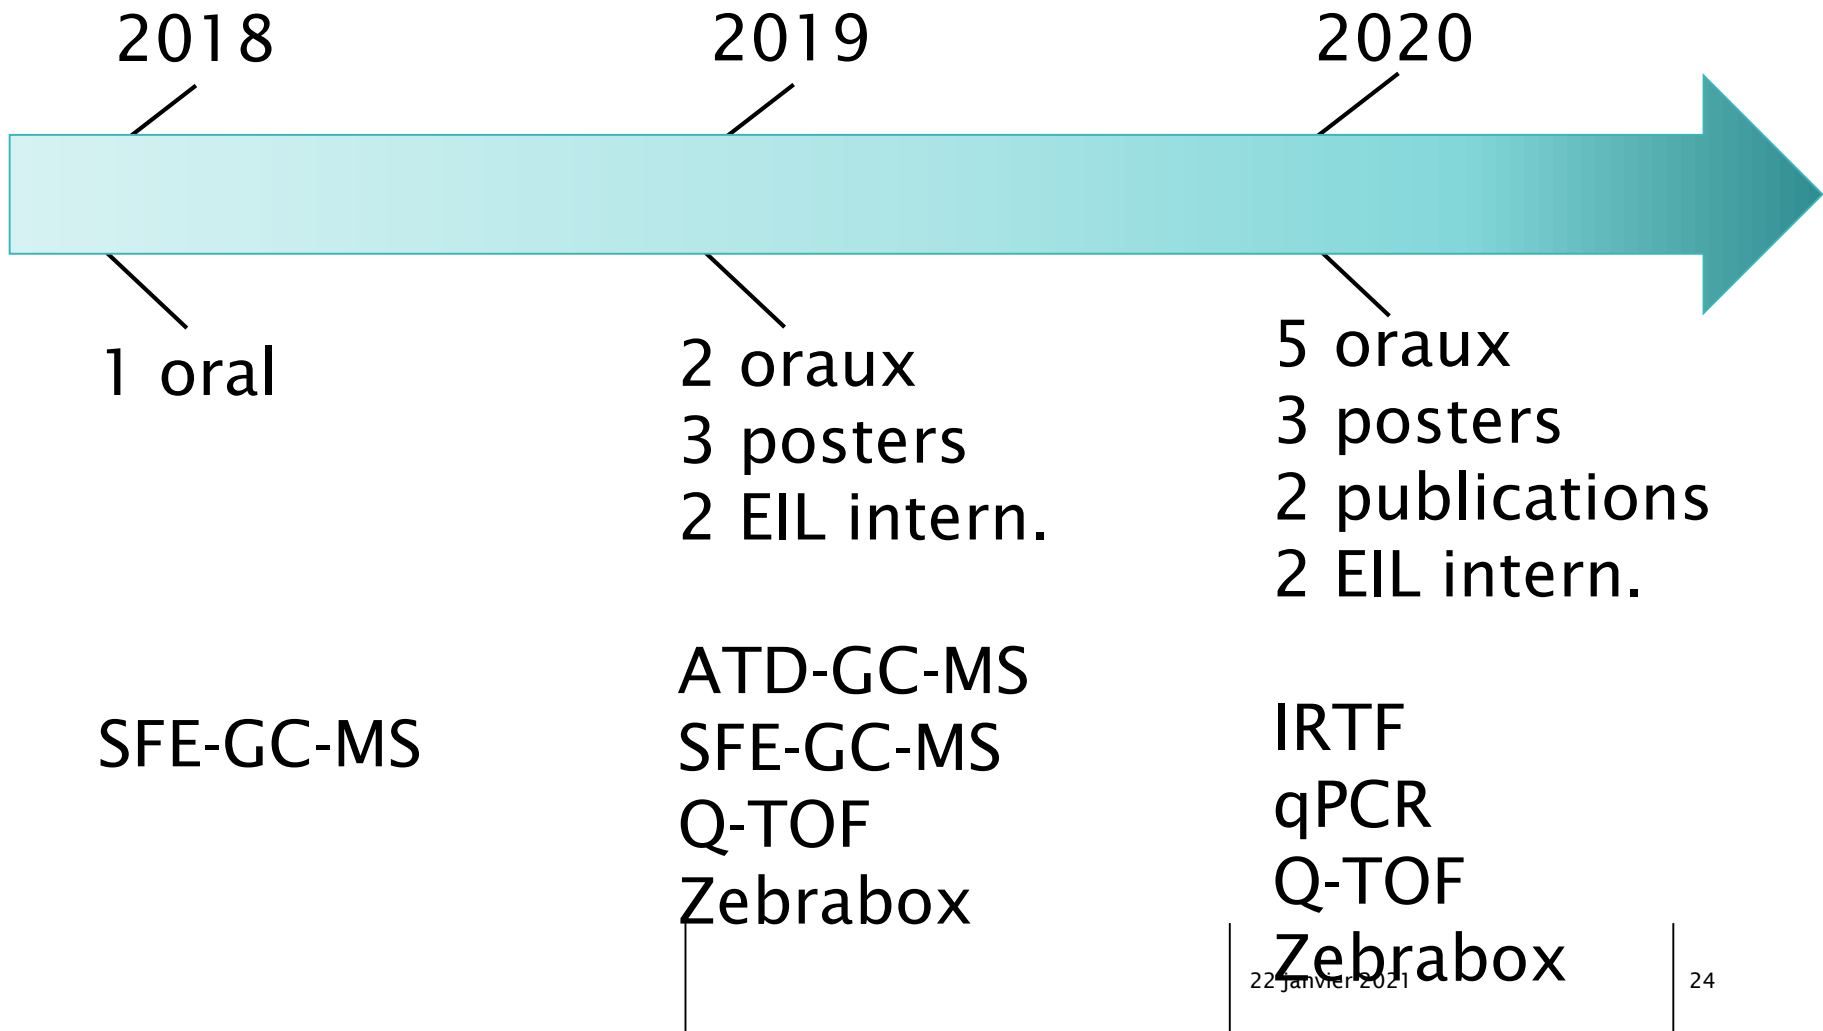 2018
2019
2020
1 oral
2 oraux
3 posters
2 EIL intern.
5 oraux
3 posters
2 publications
2 EIL intern.
SFE-GC-MS
ATD-GC-MS
SFE-GC-MS
Q-TOF
Zebrabox
IRTF
qPCR
Q-TOF
Zebrabox
22 janvier 2021
24